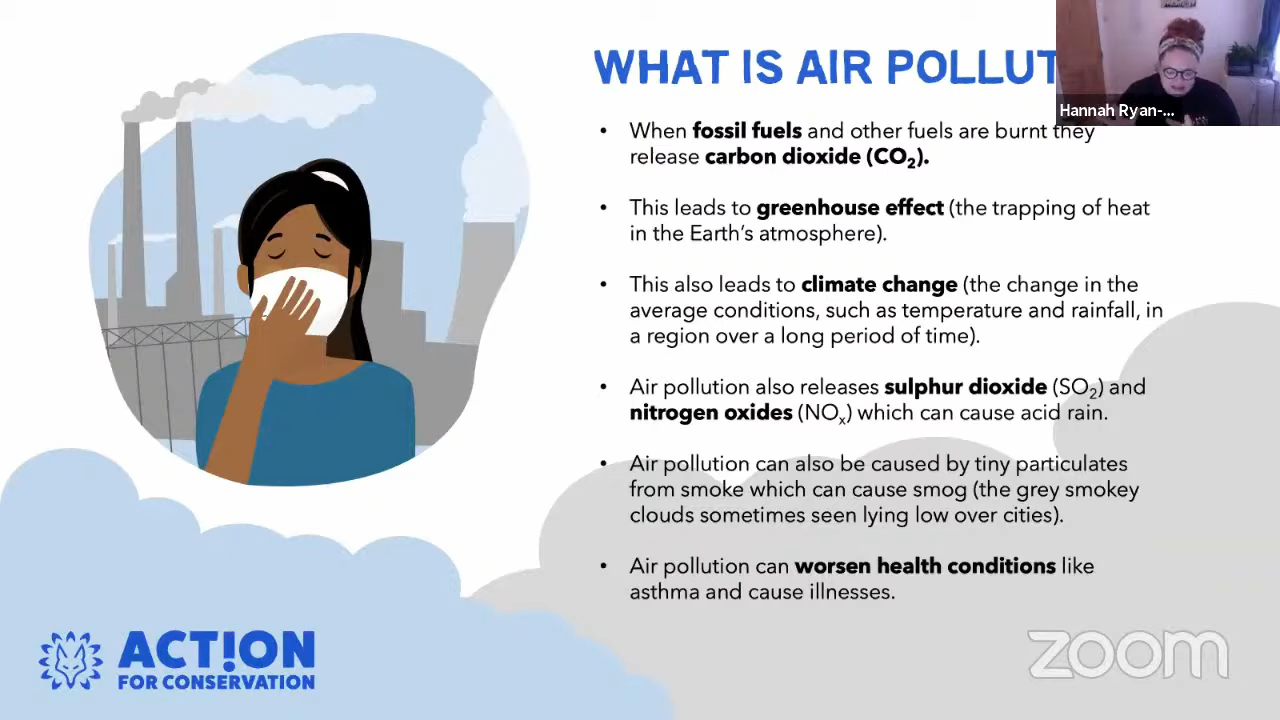 WHAT IS AIR POLLUT
Hannah Ryan-...
• When fossil fuels and other fuels are burnt they
release carbon dioxide (CO₂).
• This leads to greenhouse effect (the trapping of heat
in the Earth's atmosphere).
• This also leads to climate change (the change in the
average conditions, such as temperature and rainfall, in
a region over a long period of time).
• Air pollution also releases sulphur dioxide (SO₂) and
nitrogen oxides (NOₓ) which can cause acid rain.
• Air pollution can also be caused by tiny particulates
from smoke which can cause smog (the grey smokey
clouds sometimes seen lying low over cities).
• Air pollution can worsen health conditions like
asthma and cause illnesses.
ACT!ON
FOR CONSERVATION
zoom